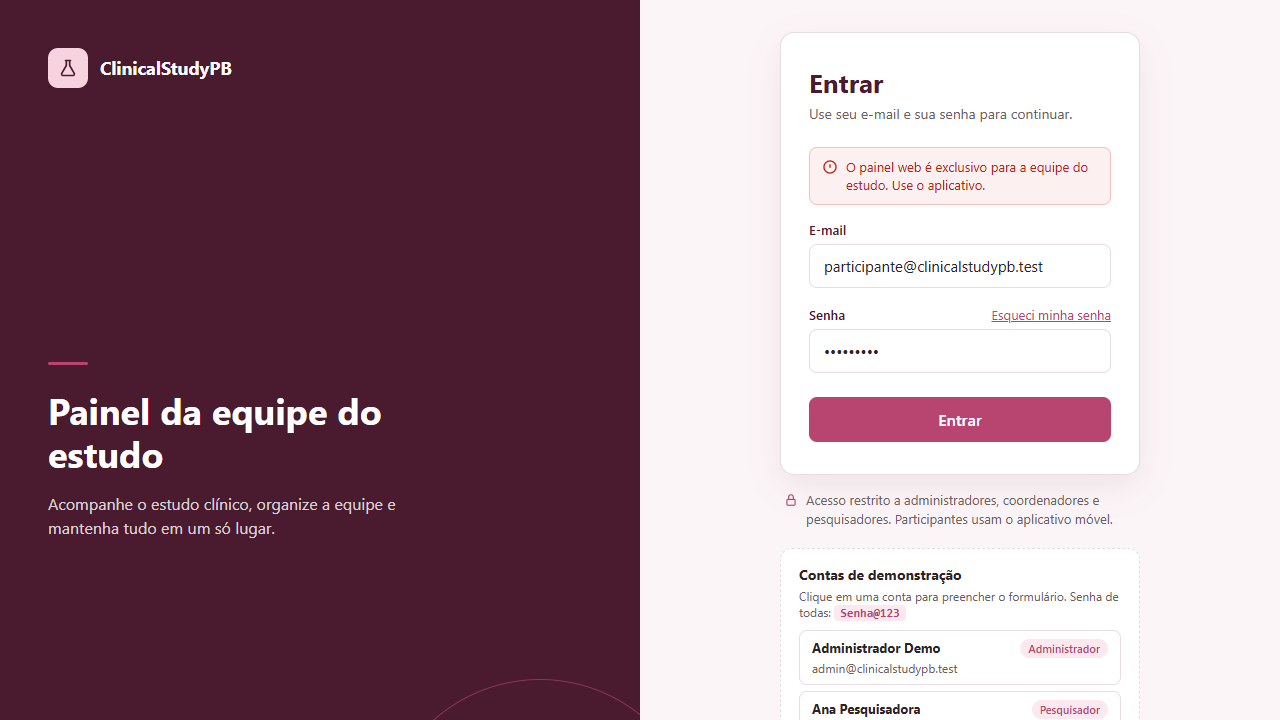 ClinicalStudyPB
Painel da equipe do
estudo
Acompanhe o estudo clínico, organize a equipe e
mantenha tudo em um só lugar.
Entrar
Use seu e-mail e sua senha para continuar.
O painel web é exclusivo para a equipe do
estudo. Use o aplicativo.
E-mail
participante@clinicalstudypb.test
Senha
Esqueci minha senha
•••••••••
Entrar
Acesso restrito a administradores, coordenadores e
pesquisadores. Participantes usam o aplicativo móvel.
Contas de demonstração
Clique em uma conta para preencher o formulário. Senha de
todas: Senha@123
Administrador Demo
Administrador
admin@clinicalstudypb.test
Ana Pesquisadora
Pesquisador